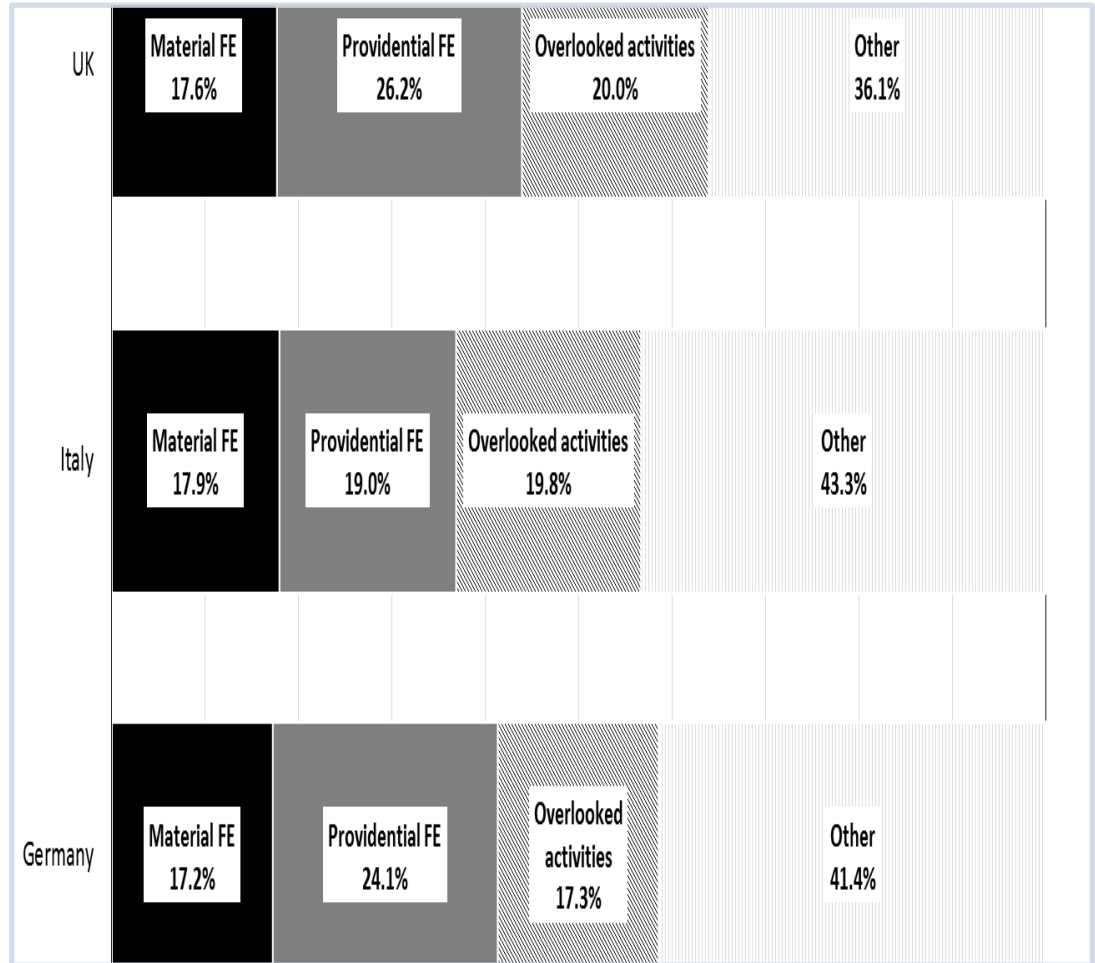 UK
Material FE
17.6%
Providential FE
26.2%
Overlooked activities
20.0%
Other
36.1%
Italy
Material FE
17.9%
Providential FE
19.0%
Overlooked activities
19.8%
Other
43.3%
Germany
Material FE
17.2%
Providential FE
24.1%
Overlooked
activities
17.3%
Other
41.4%